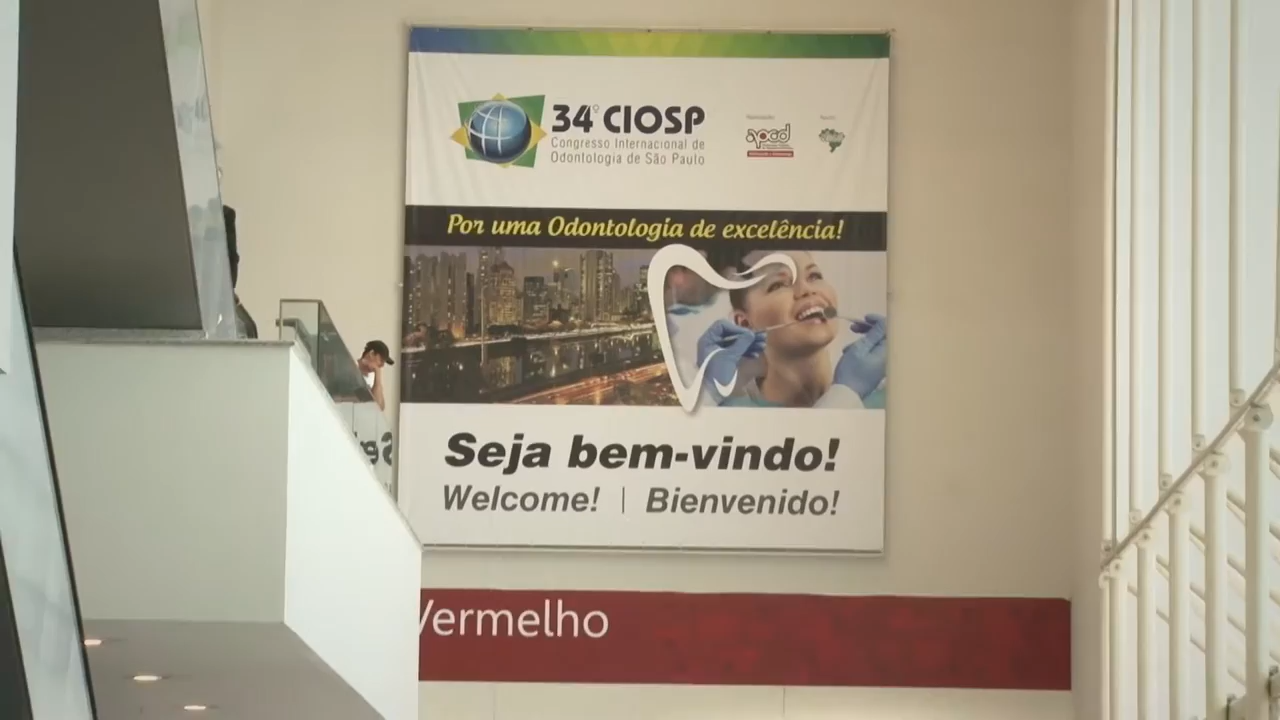 34º CIOSP
Congresso Internacional de
Odontologia de São Paulo
apcd
Por uma Odontologia de excelência!
Seja bem-vindo!
Welcome! | Bienvenido!
Vermelho